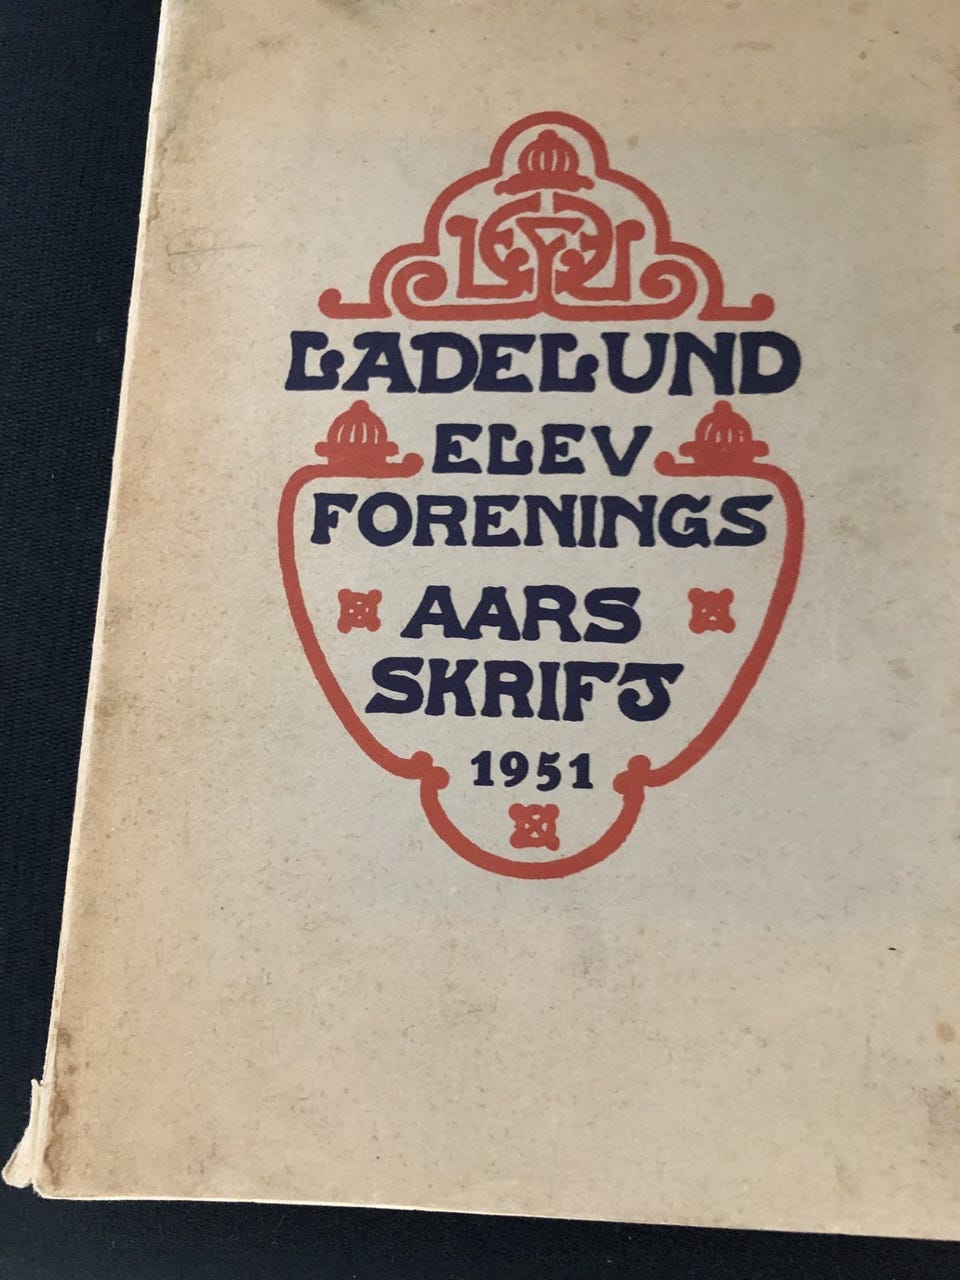 LADELUND
ELEV
FORENINGS
AARS
SKRIFT
1951